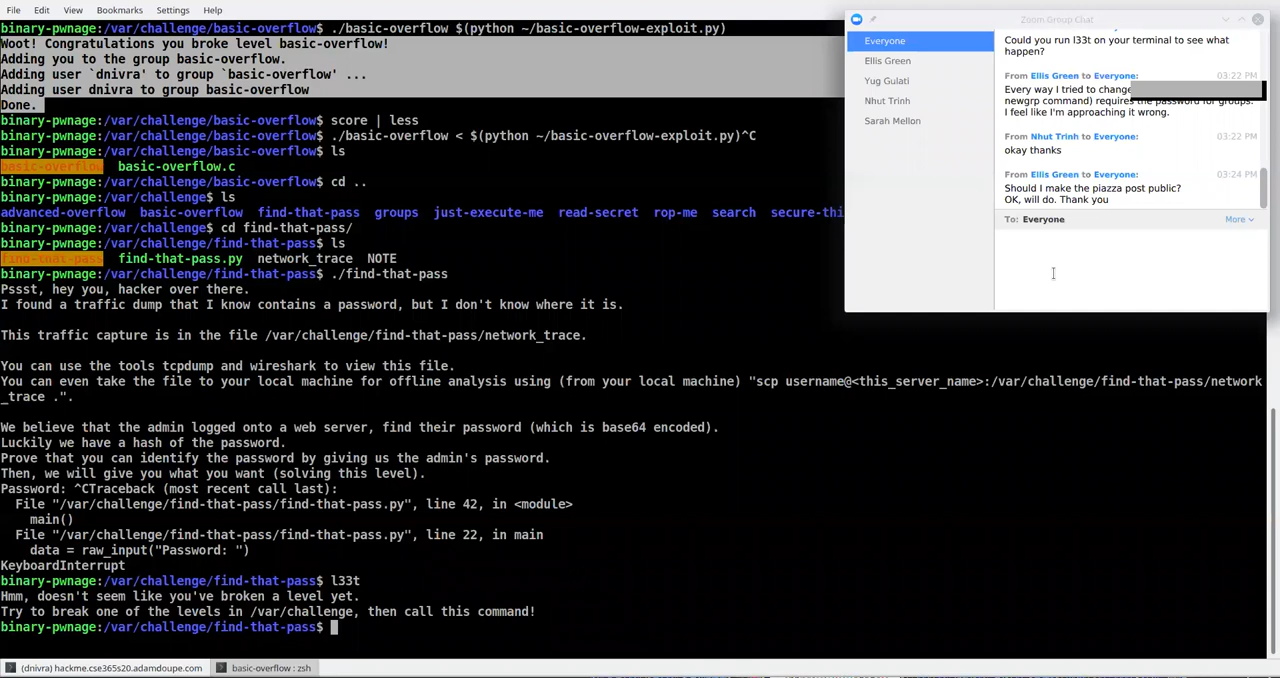 File Edit View Bookmarks Settings Help
binary-pwnage:/var/challenge/basic-overflow$ ./basic-overflow $(python ~/basic-overflow-exploit.py)
Woot! Congratulations you broke level basic-overflow!
Adding you to the group basic-overflow.
Adding user `dnivra' to group `basic-overflow' ...
Adding user dnivra to group basic-overflow
Done.
binary-pwnage:/var/challenge/basic-overflow$ score | less
binary-pwnage:/var/challenge/basic-overflow$ ./basic-overflow < $(python ~/basic-overflow-exploit.py)^C
binary-pwnage:/var/challenge/basic-overflow$ ls
basic-overflow basic-overflow.c
binary-pwnage:/var/challenge/basic-overflow$ cd ..
binary-pwnage:/var/challenge$ ls
advanced-overflow basic-overflow find-that-pass groups just-execute-me read-secret rop-me search secure-thi
binary-pwnage:/var/challenge$ cd find-that-pass/
binary-pwnage:/var/challenge/find-that-pass$ ls
find-that-pass find-that-pass.py network_trace NOTE
binary-pwnage:/var/challenge/find-that-pass$ ./find-that-pass
Pssst, hey you, hacker over there.
I found a traffic dump that I know contains a password, but I don't know where it is.
This traffic capture is in the file /var/challenge/find-that-pass/network_trace.
You can use the tools tcpdump and wireshark to view this file.
You can even take the file to your local machine for offline analysis using (from your local machine) "scp username@<this_server_name>:/var/challenge/find-that-pass/network
_trace .".
We believe that the admin logged onto a web server, find their password (which is base64 encoded).
Luckily we have a hash of the password.
Prove that you can identify the password by giving us the admin's password.
Then, we will give you what you want (solving this level).
Password: ^CTraceback (most recent call last):
File "/var/challenge/find-that-pass/find-that-pass.py", line 42, in <module>
main()
File "/var/challenge/find-that-pass/find-that-pass.py", line 22, in main
data = raw_input("Password: ")
KeyboardInterrupt
binary-pwnage:/var/challenge/find-that-pass$ l33t
Hmm, doesn't seem like you've broken a level yet.
Try to break one of the levels in /var/challenge, then call this command!
binary-pwnage:/var/challenge/find-that-pass$
(dnivra) hackme.cse365s20.adamdoupe.com
basic-overflow : zsh
Zoom Group Chat
Everyone
Ellis Green
Yug Gulati
Nhut Trinh
Sarah Mellon
Could you run l33t on your terminal to see what
happen?
From Ellis Green to Everyone: 03:22 PM
Every way I tried to change
newgrp command) requires the password for groups.
I feel like I'm approaching it wrong.
From Nhut Trinh to Everyone: 03:22 PM
okay thanks
From Ellis Green to Everyone: 03:24 PM
Should I make the piazza post public?
OK, will do. Thank you
To: Everyone More